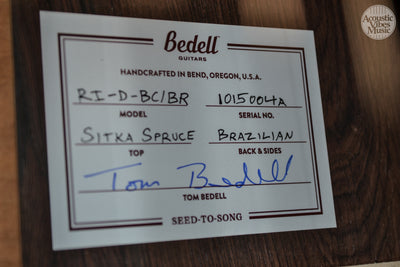 Acoustic
Vibes
Music
Bedell
GUITARS
HANDCRAFTED IN BEND, OREGON, U.S.A.
RI-D-BC/BR 1015004A
MODEL SERIAL NO.
SITKA SPRUCE BRAZILIAN
TOP BACK & SIDES
Tom Bedell
TOM BEDELL
SEED-TO-SONG